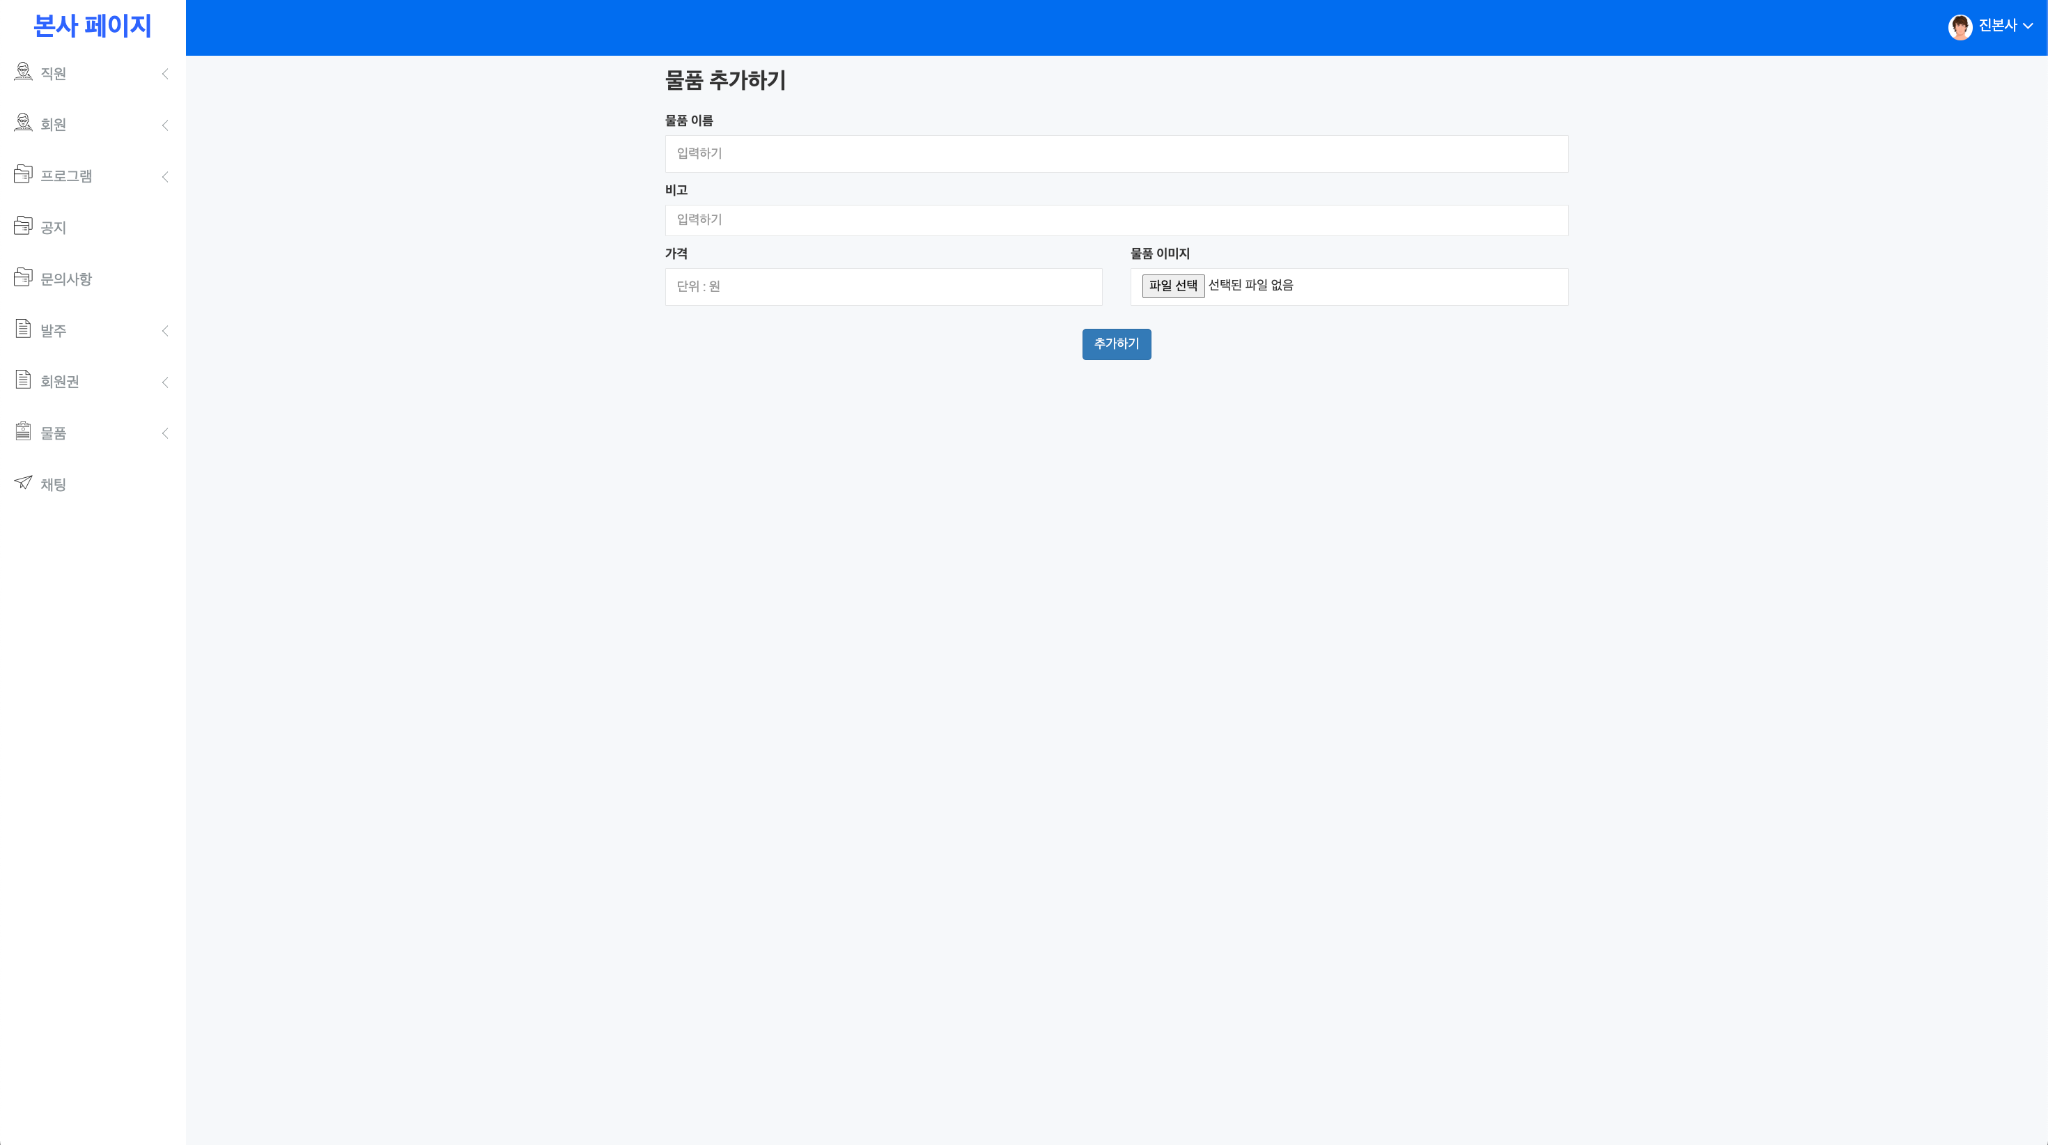 본사 페이지
진본사
직원
회원
프로그램
공지
문의사항
발주
회원권
물품
채팅
물품 추가하기
물품 이름
입력하기
비고
입력하기
가격
단위 : 원
물품 이미지
파일 선택 선택된 파일 없음
추가하기